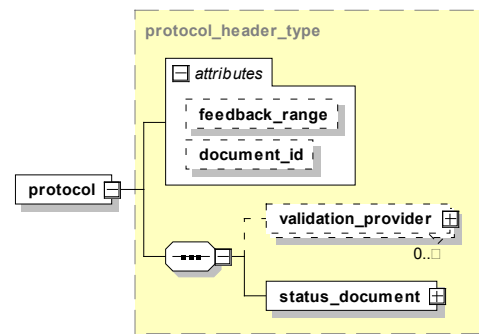 protocol_header_type
attributes
feedback_range
document_id
protocol
validation_provider
0..□
status_document